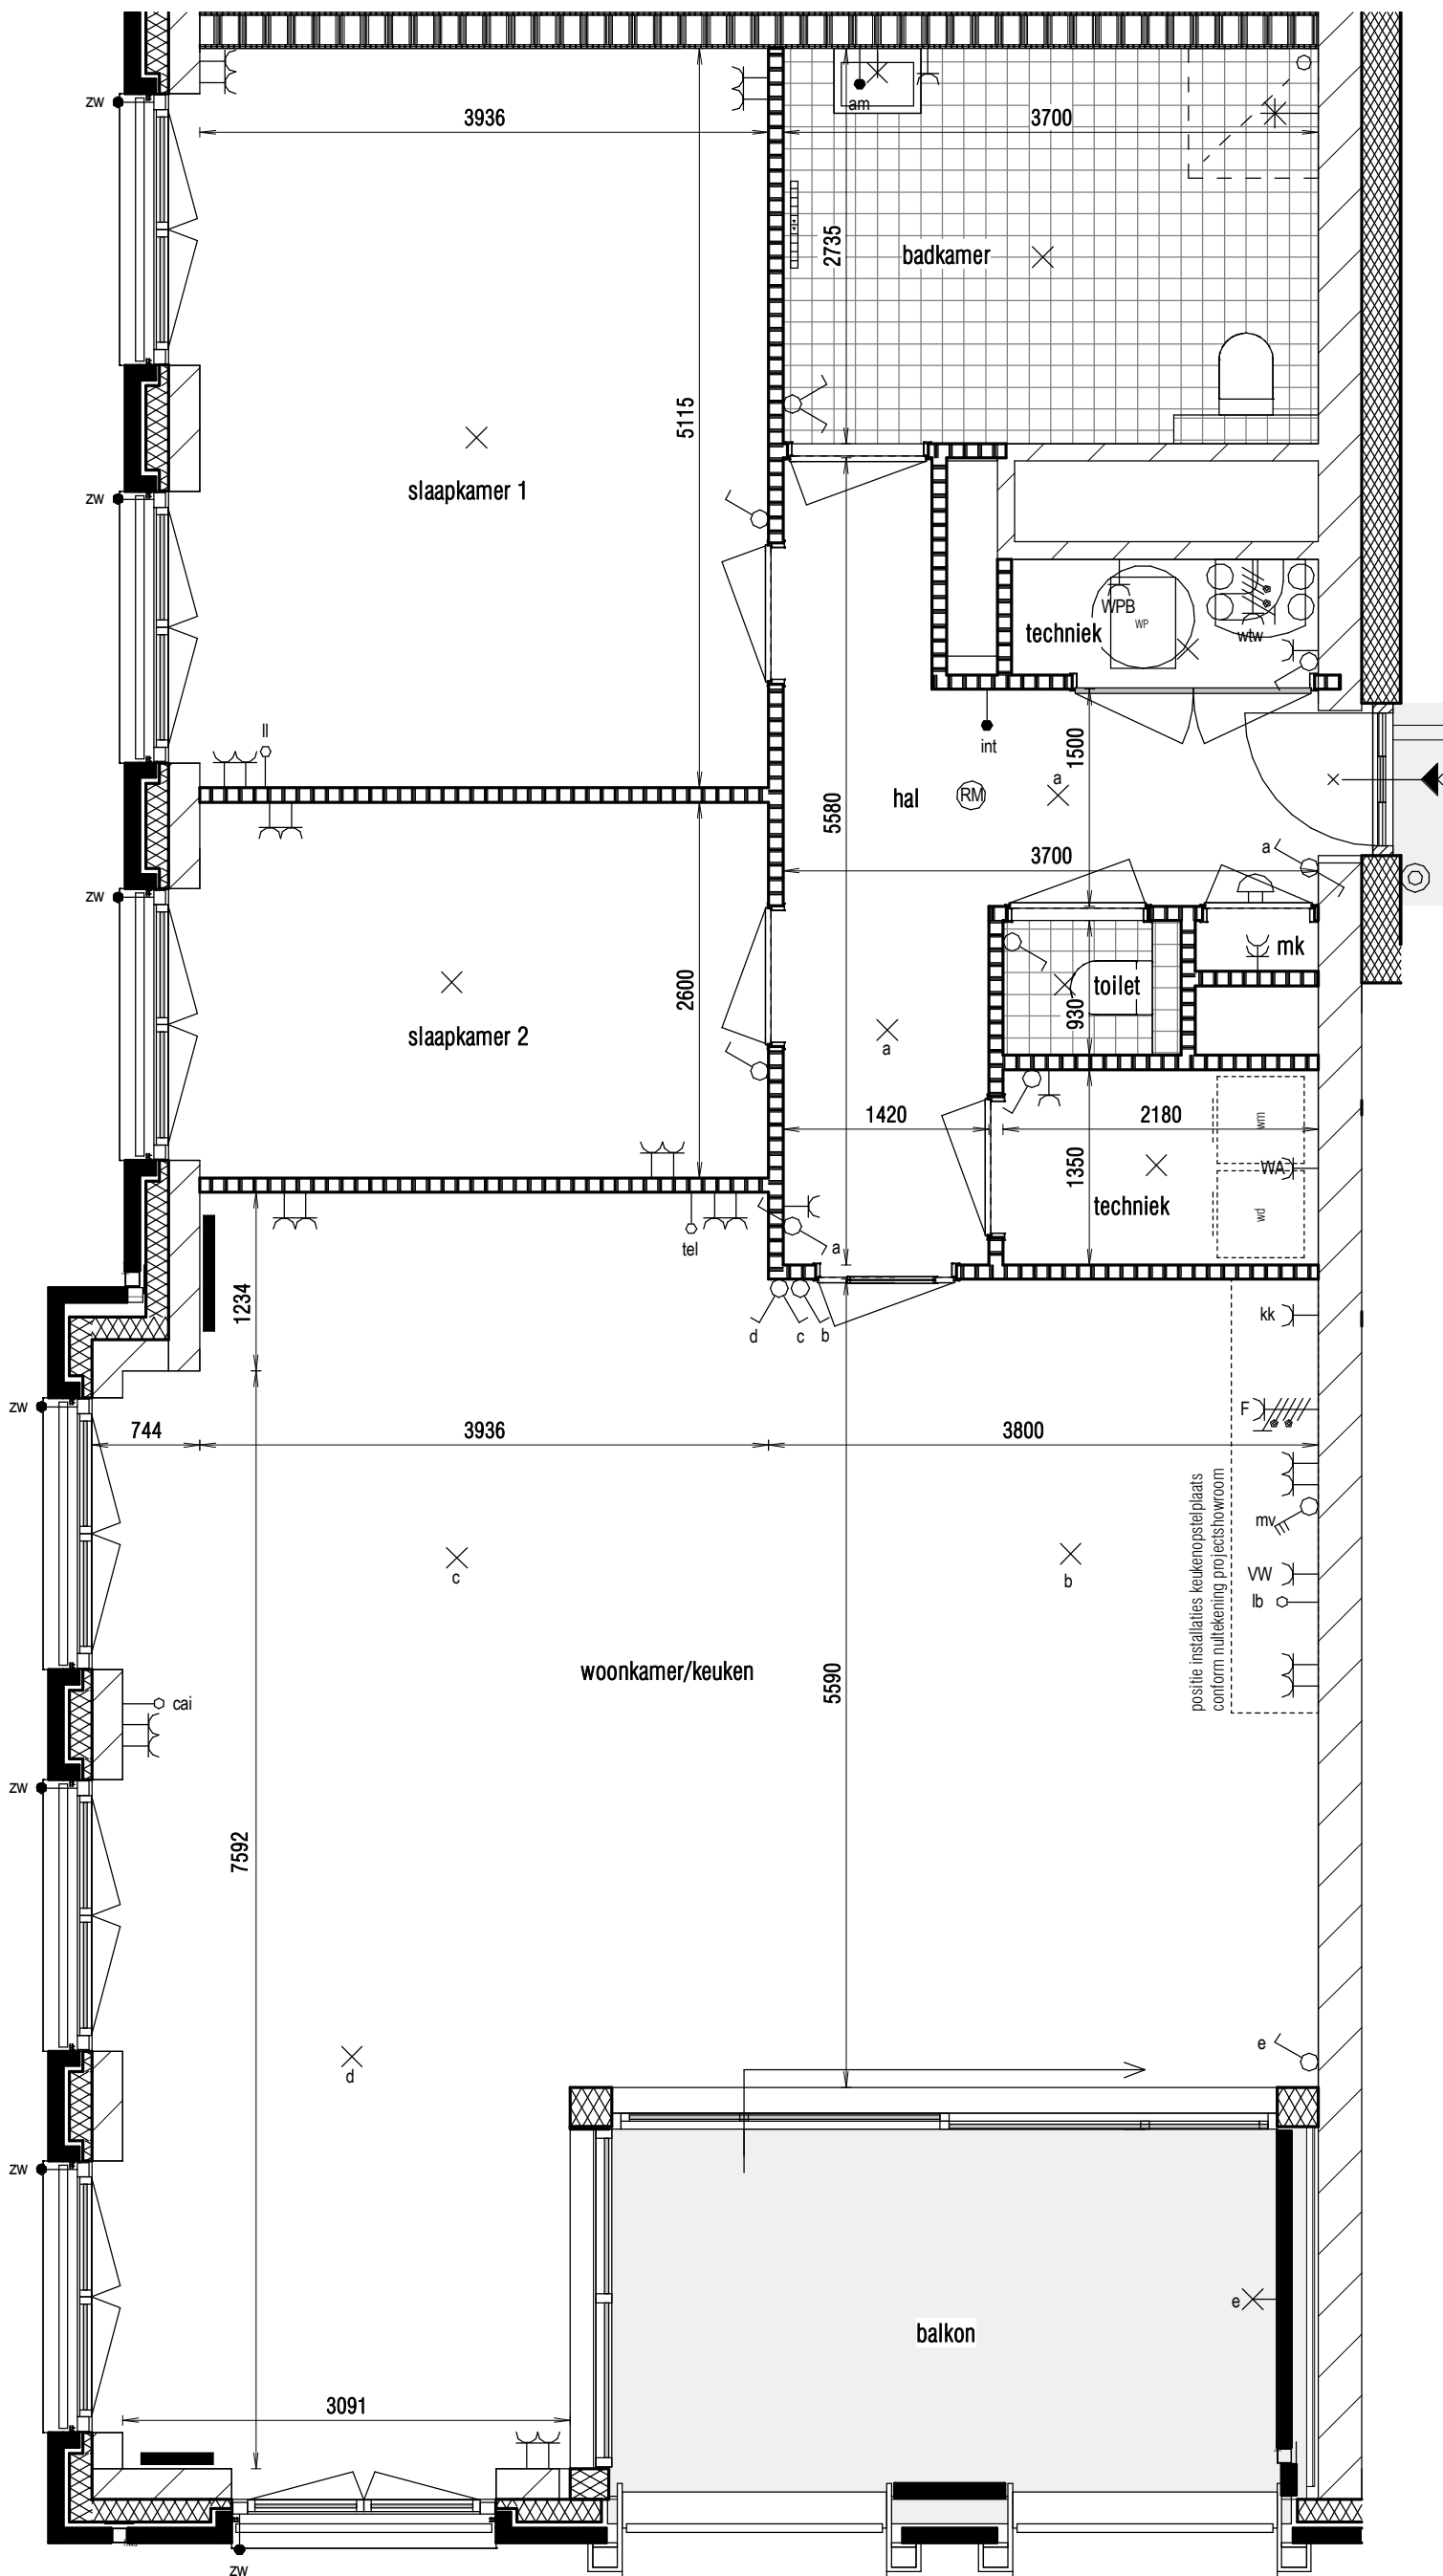 zw
am
3936
3700
2735
badkamer
5115
slaapkamer 1
zw
WPB
WP
techniek
wtw
ll
int
1500
a
hal
RM
5580
3700
a
zw
mk
toilet
930
2600
slaapkamer 2
a
1420
2180
wm
WA
1350
techniek
wd
tel
a
1234
d
c
b
kk
zw
F
744
3936
3800
positie installaties keukenopstelplaats
conform nultekening projectshowroom
mv
c
b
VW
lb
woonkamer/keuken
5590
cai
zw
7592
e
d
zw
e
balkon
3091
zw